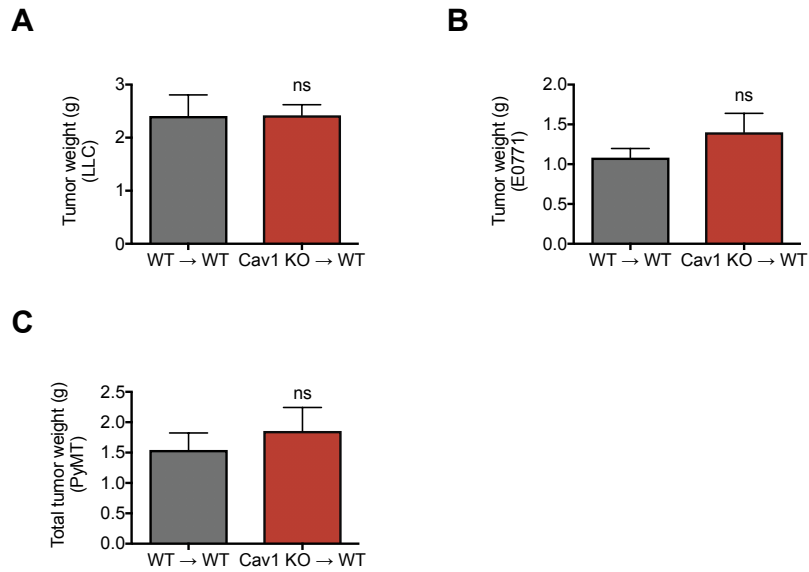 A
Tumor weight (g)
(LLC)
3
2
1
0
ns
WT → WT
Cav1 KO → WT
B
Tumor weight (g)
(E0771)
2.0
1.5
1.0
0.5
0.0
ns
WT → WT
Cav1 KO → WT
C
Total tumor weight (g)
(PyMT)
2.5
2.0
1.5
1.0
0.5
0.0
ns
WT → WT
Cav1 KO → WT